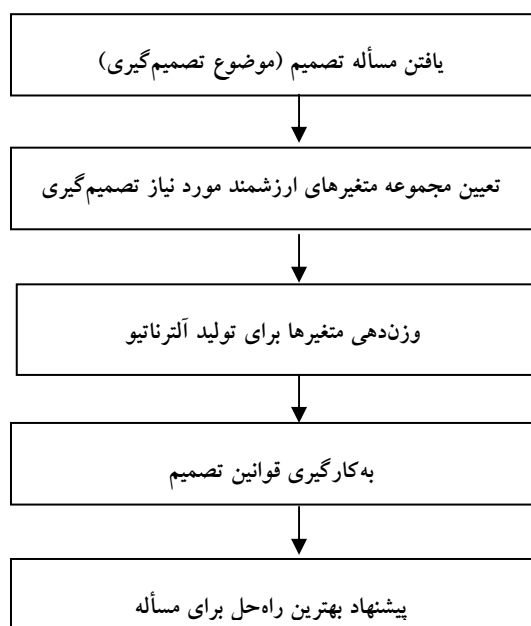 یافتن مسأله تصمیم (موضوع تصمیم‌گیری)
تعیین مجموعه متغیرهای ارزشمند مورد نیاز تصمیم‌گیری
وزن‌دهی متغیرها برای تولید آلترناتیو
به‌کارگیری قوانین تصمیم
پیشنهاد بهترین راه‌حل برای مسأله